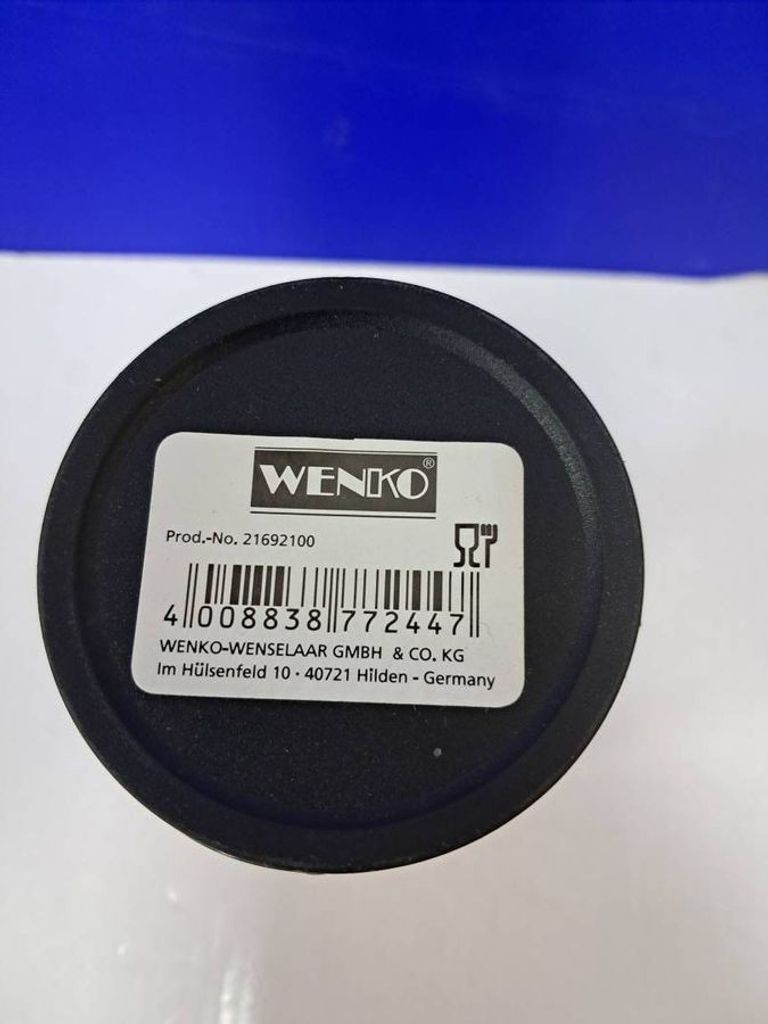 WENKO®
Prod.-No. 21692100
4 008838 772447
WENKO-WENSELAAR GMBH & CO. KG
Im Hülsenfeld 10 · 40721 Hilden - Germany